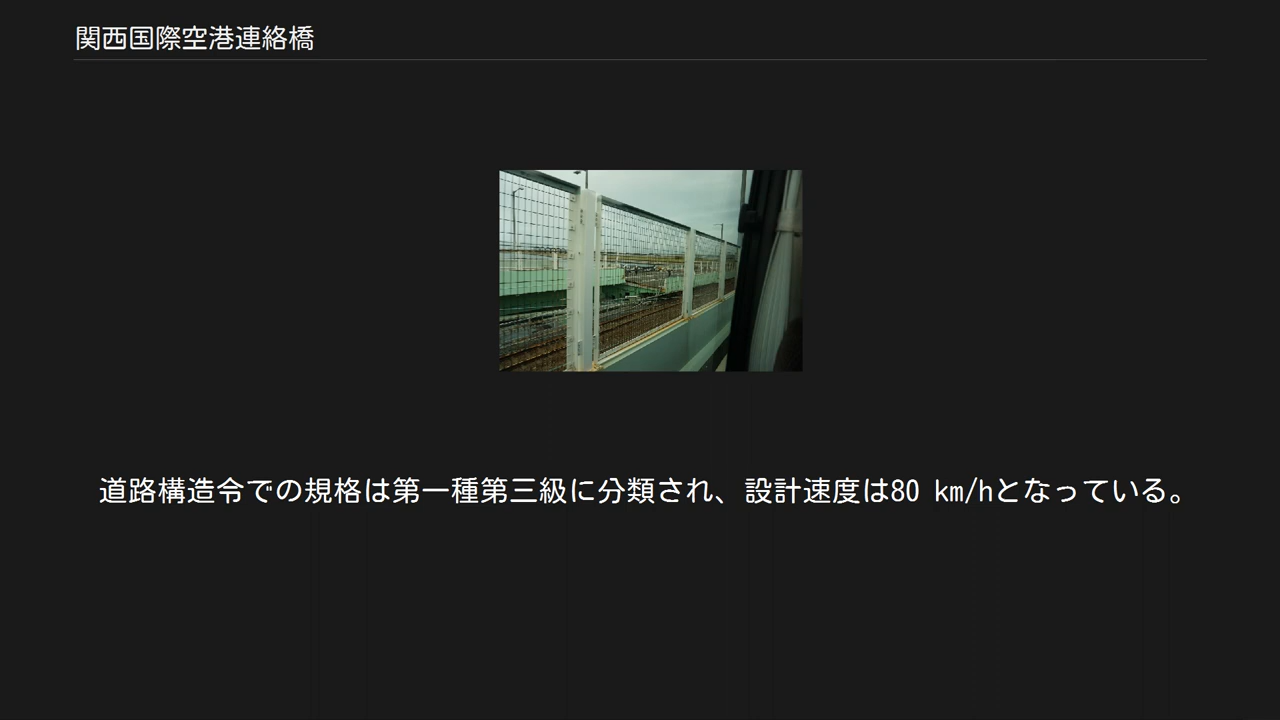 関西国際空港連絡橋
道路構造令での規格は第一種第三級に分類され、設計速度は80 km/hとなっている。